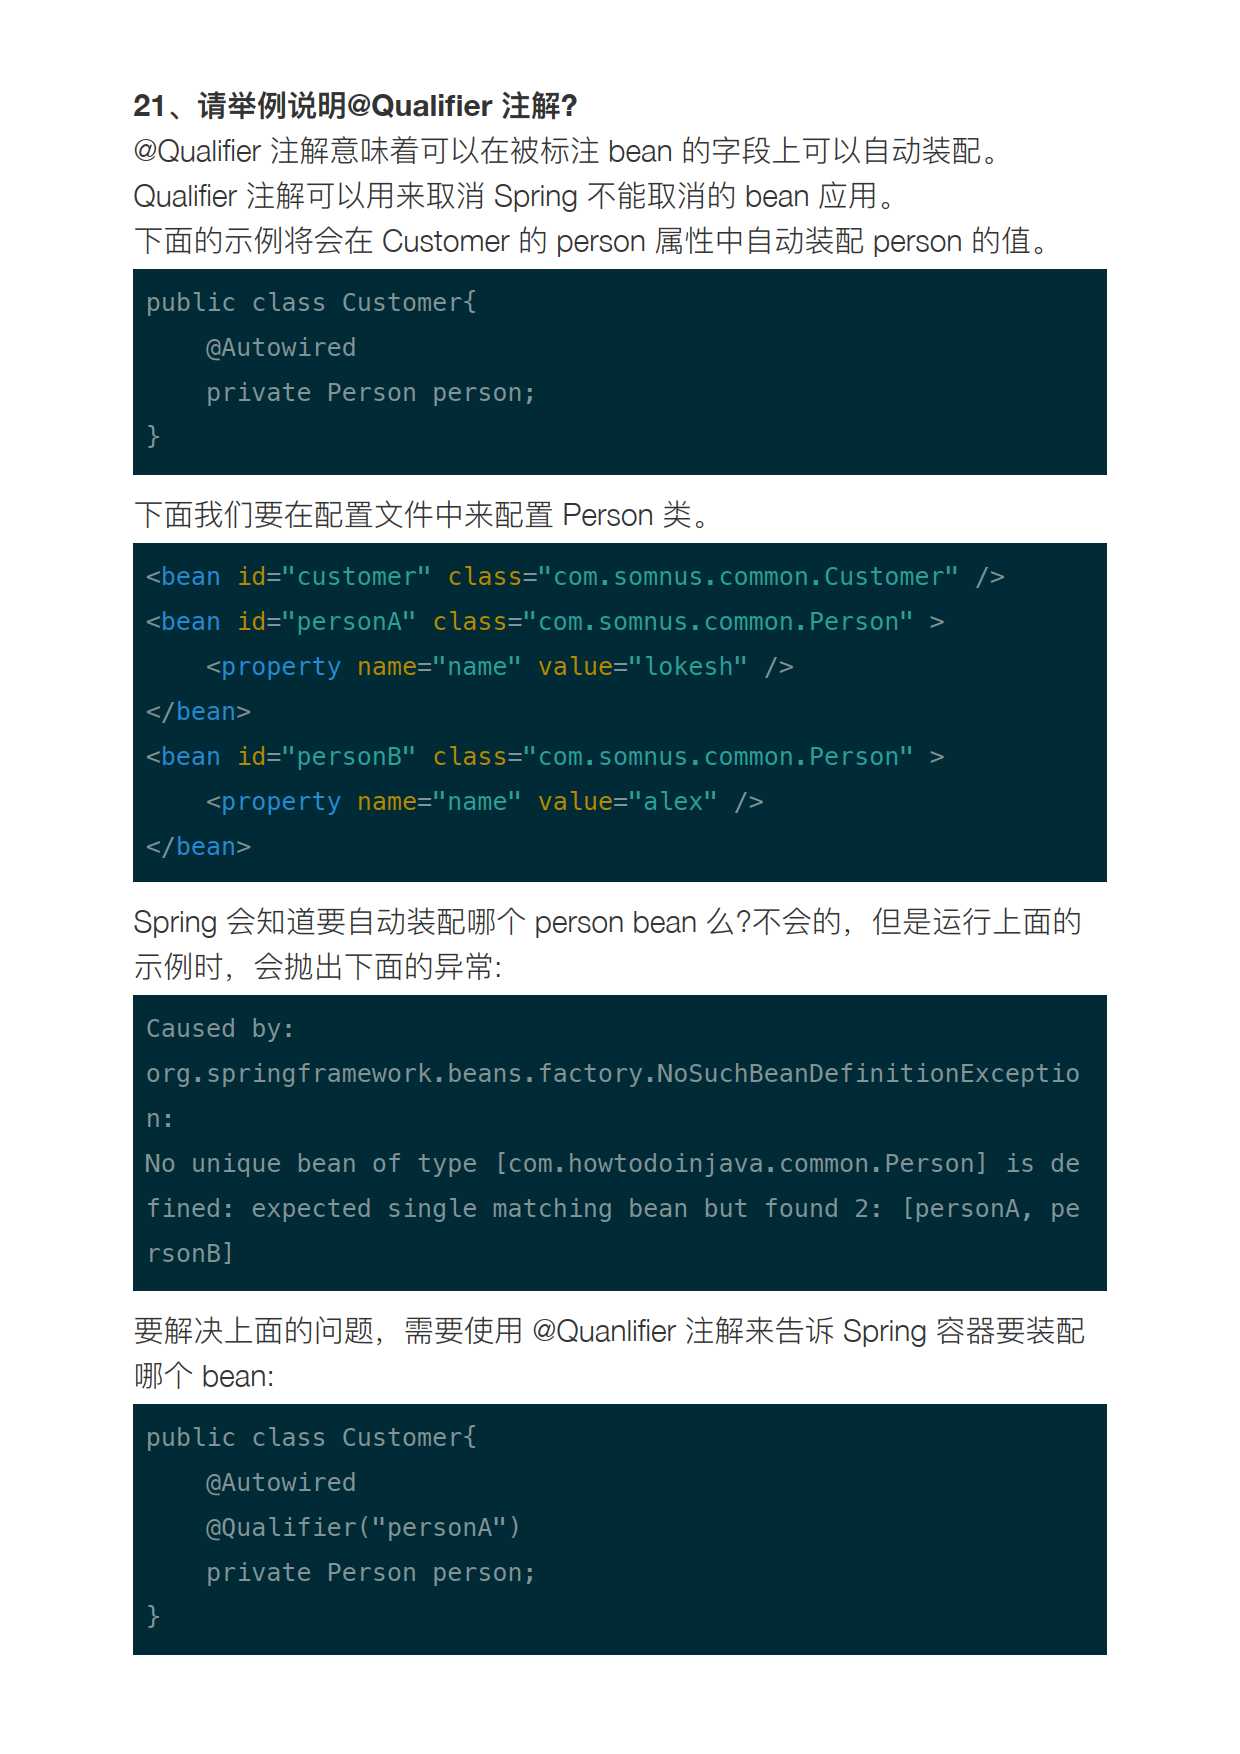 21、请举例说明@Qualifier 注解?
@Qualifier 注解意味着可以在被标注 bean 的字段上可以自动装配。
Qualifier 注解可以用来取消 Spring 不能取消的 bean 应用。
下面的示例将会在 Customer 的 person 属性中自动装配 person 的值。
public class Customer{
    @Autowired
    private Person person;
}
下面我们要在配置文件中来配置 Person 类。
<bean id="customer" class="com.somnus.common.Customer" />
<bean id="personA" class="com.somnus.common.Person" >
    <property name="name" value="lokesh" />
</bean>
<bean id="personB" class="com.somnus.common.Person" >
    <property name="name" value="alex" />
</bean>
Spring 会知道要自动装配哪个 person bean 么?不会的，但是运行上面的
示例时，会抛出下面的异常:
Caused by:
org.springframework.beans.factory.NoSuchBeanDefinitionExceptio
n:
No unique bean of type [com.howtodoinjava.common.Person] is de
fined: expected single matching bean but found 2: [personA, pe
rsonB]
要解决上面的问题，需要使用 @Quanlifier 注解来告诉 Spring 容器要装配
哪个 bean:
public class Customer{
    @Autowired
    @Qualifier("personA")
    private Person person;
}